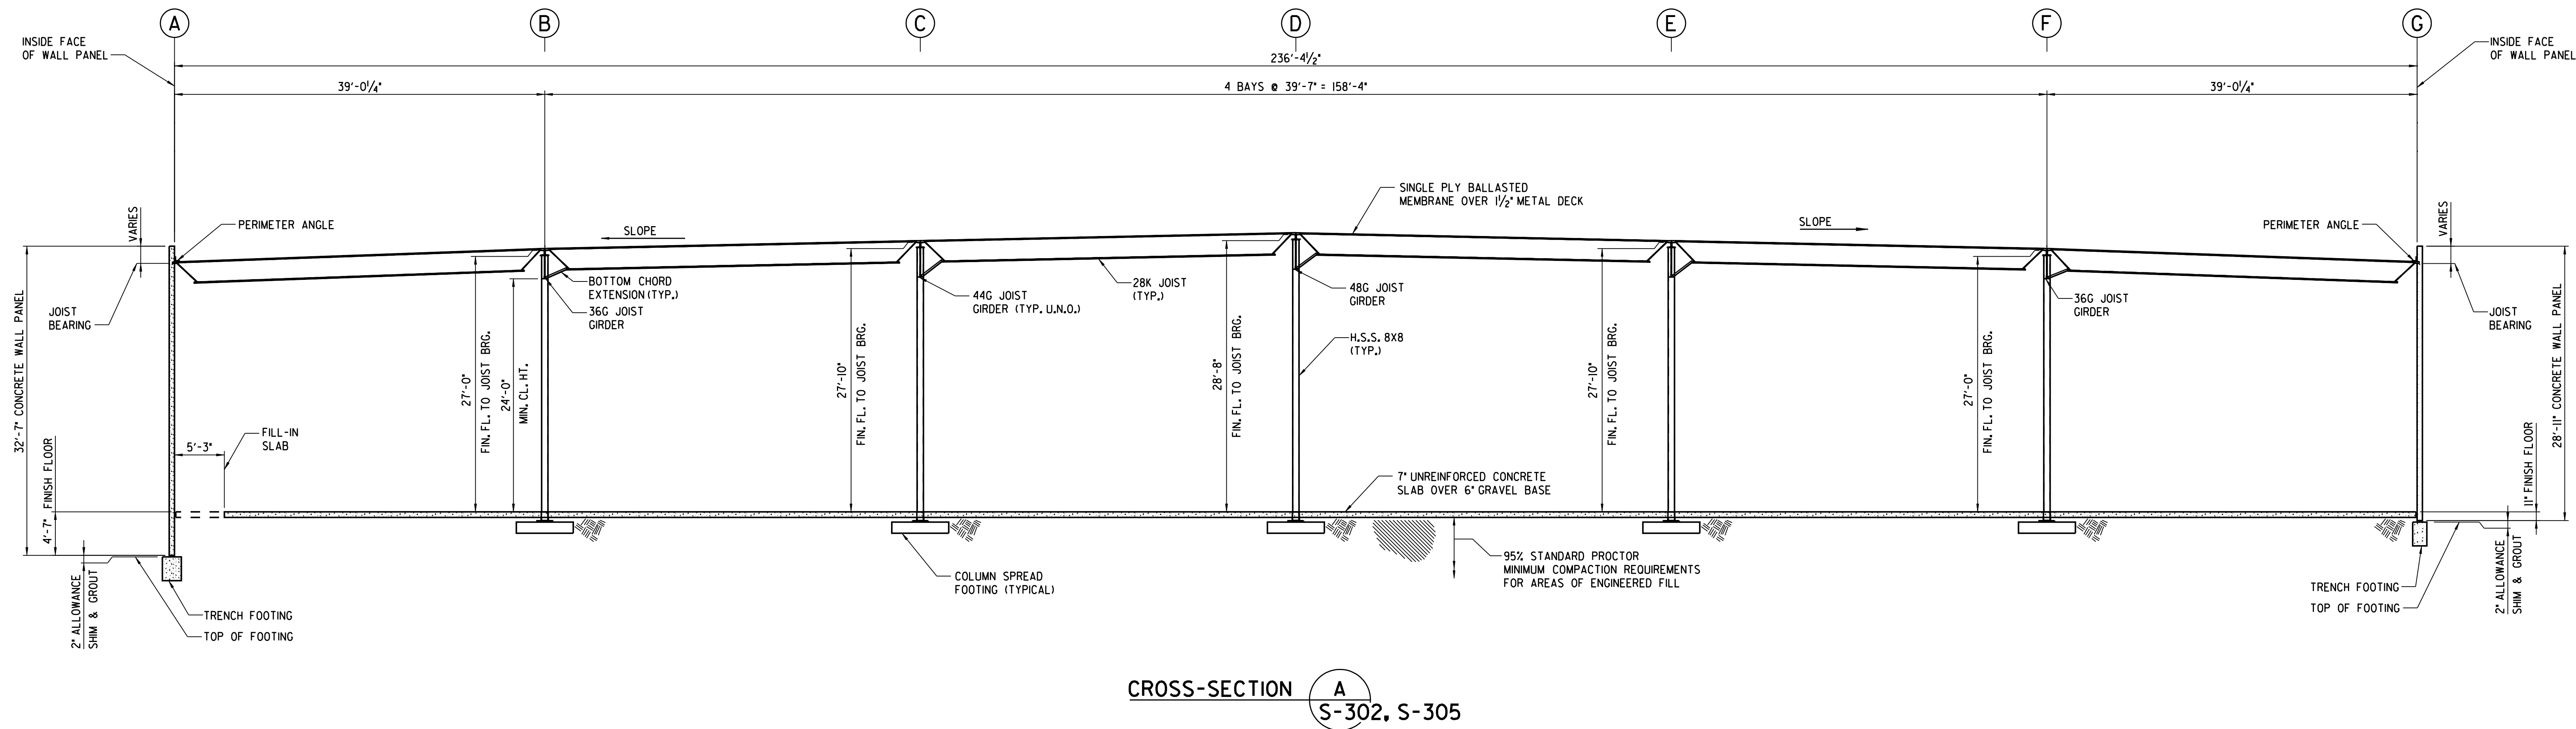 A
B
C
D
E
F
G
INSIDE FACE
OF WALL PANEL
INSIDE FACE
OF WALL PANEL
236'-4 1/2"
39'-0 1/4"
4 BAYS @ 39'-7" = 158'-4"
39'-0 1/4"
SINGLE PLY BALLASTED
MEMBRANE OVER 1 1/2" METAL DECK
VARIES
PERIMETER ANGLE
SLOPE
SLOPE
PERIMETER ANGLE
VARIES
JOIST
BEARING
BOTTOM CHORD
EXTENSION (TYP.)
36G JOIST
GIRDER
44G JOIST
GIRDER (TYP. U.N.O.)
28K JOIST
(TYP.)
48G JOIST
GIRDER
36G JOIST
GIRDER
JOIST
BEARING
H.S.S. 8X8
(TYP.)
32'-7" CONCRETE WALL PANEL
4'-7" FINISH FLOOR
5'-3"
FILL-IN
SLAB
27'-0"
FIN. FL. TO JOIST BRG.
24'-0"
MIN. CL. HT.
27'-10"
FIN. FL. TO JOIST BRG.
28'-8"
FIN. FL. TO JOIST BRG.
27'-10"
FIN. FL. TO JOIST BRG.
27'-0"
FIN. FL. TO JOIST BRG.
28'-11" CONCRETE WALL PANEL
11" FINISH FLOOR
7" UNREINFORCED CONCRETE
SLAB OVER 6" GRAVEL BASE
95% STANDARD PROCTOR
MINIMUM COMPACTION REQUIREMENTS
FOR AREAS OF ENGINEERED FILL
COLUMN SPREAD
FOOTING (TYPICAL)
2" ALLOWANCE
SHIM & GROUT
TRENCH FOOTING
TOP OF FOOTING
TRENCH FOOTING
TOP OF FOOTING
2" ALLOWANCE
SHIM & GROUT
CROSS-SECTION
A
S-302, S-305